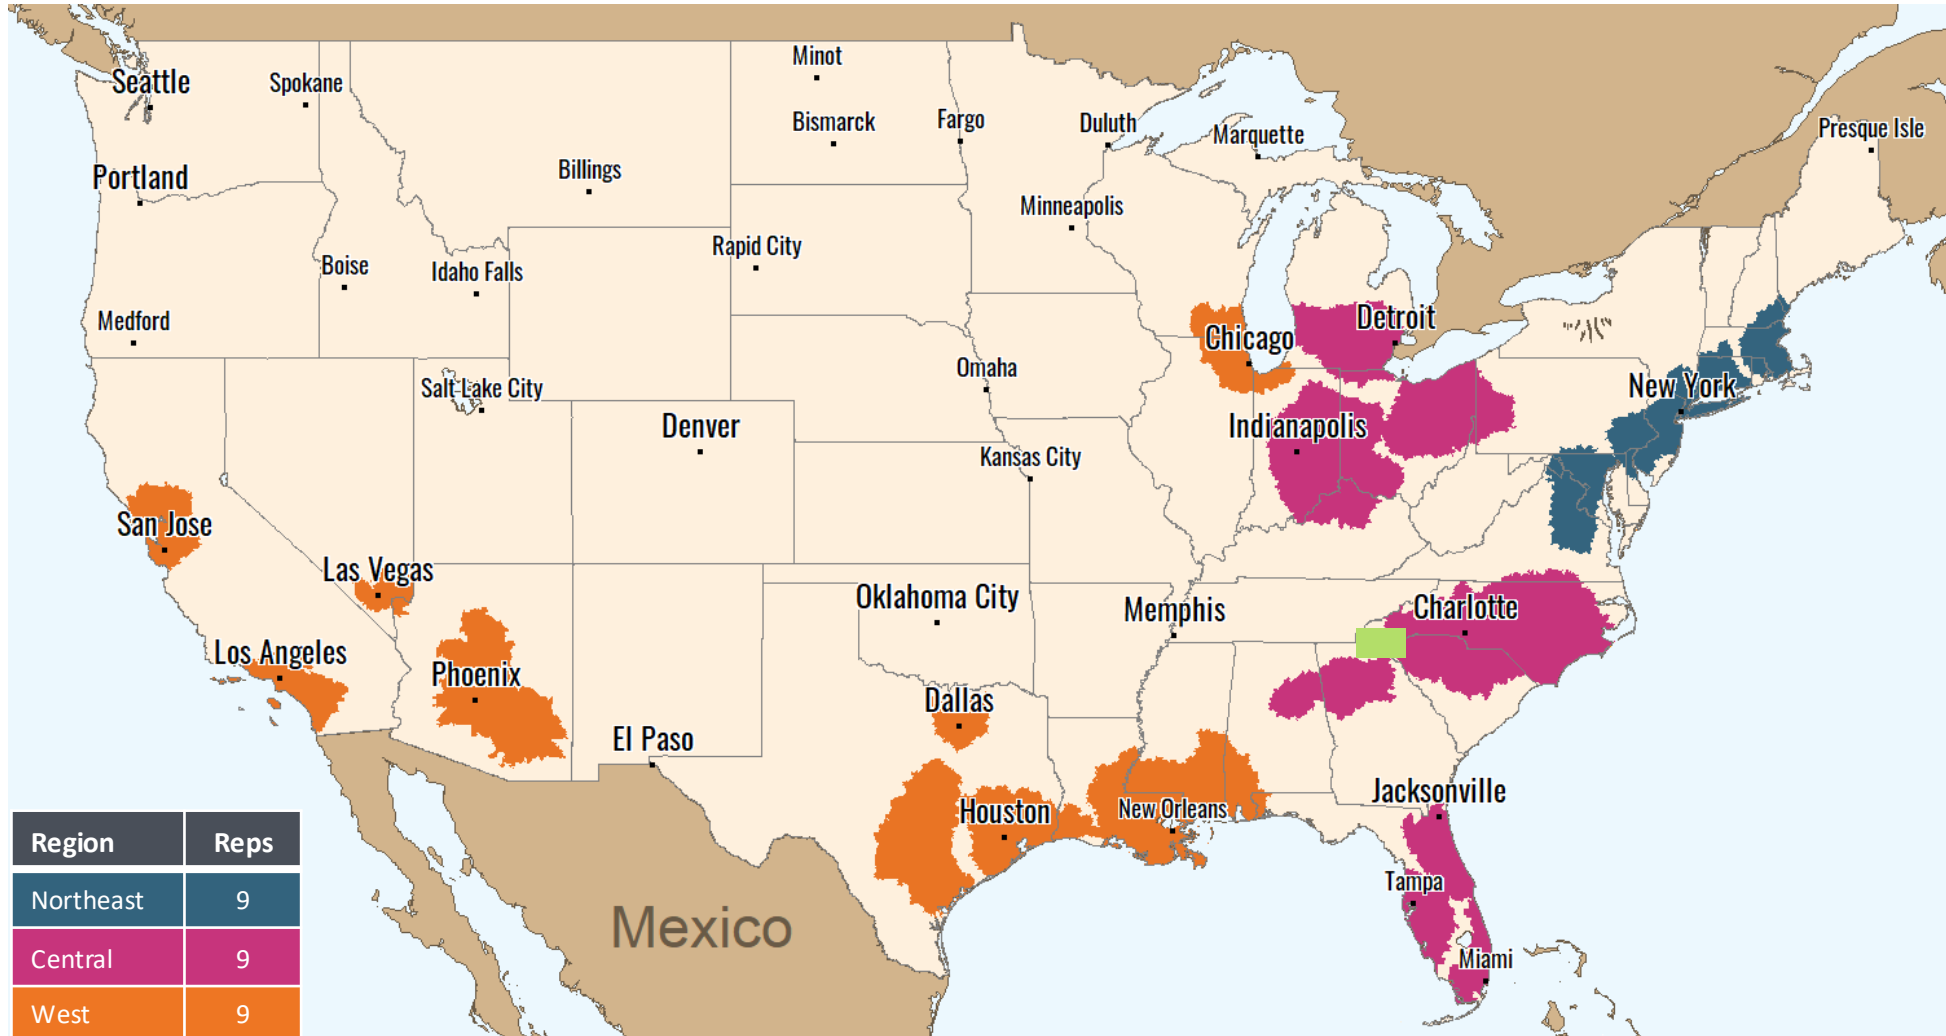 Minot
Seattle
Spokane
Bismarck
Fargo
Duluth
Marquette
Presque Isle
Billings
Portland
Minneapolis
Rapid City
Boise
Idaho Falls
Medford
Detroit
Chicago
Omaha
Salt Lake City
New York
Denver
Indianapolis
Kansas City
San Jose
Las Vegas
Oklahoma City
Memphis
Charlotte
Los Angeles
Phoenix
Dallas
El Paso
Jacksonville
Houston
New Orleans
Tampa
Mexico
Miami
Region Reps
Northeast 9
Central 9
West 9